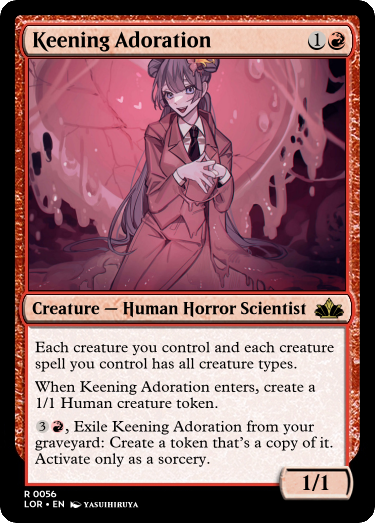 Keening Adoration 1
Creature — Human Horror Scientist
Each creature you control and each creature
spell you control has all creature types.
When Keening Adoration enters, create a
1/1 Human creature token.
3, Exile Keening Adoration from your
graveyard: Create a token that's a copy of it.
Activate only as a sorcery.
1/1
R 0056
LOR • EN YASUIHIRUYA